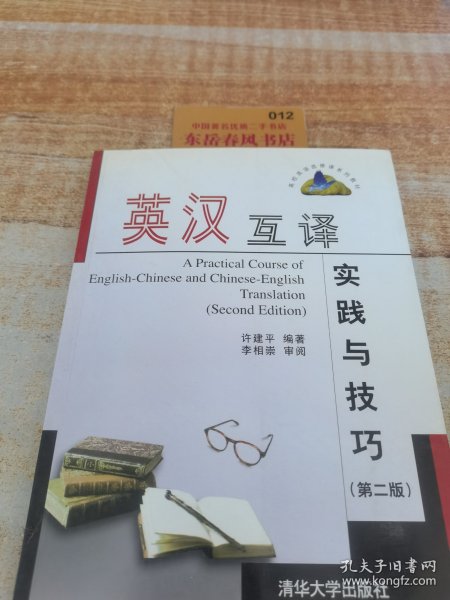 012
中国著名优质二手书店
东岳春风书店
英汉互译
A Practical Course of
English-Chinese and Chinese-English
Translation
(Second Edition)
许建平 编著
李相崇 审阅
实践与技巧
(第二版)
清华大学出版社
孔夫子旧书网
www.kongfz.com